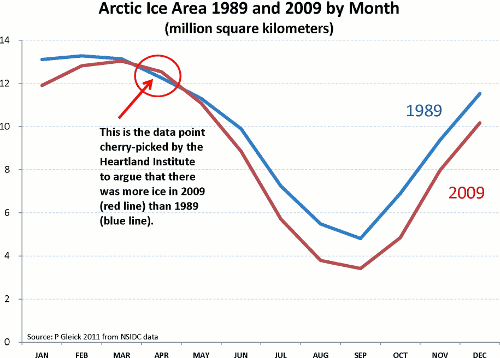 Arctic Ice Area 1989 and 2009 by Month
(million square kilometers)
14
12
10
8
6
4
2
0
This is the data point
cherry-picked by the
Heartland Institute
to argue that there
was more ice in 2009
(red line) than 1989
(blue line).
1989
2009
Source: P Gleick 2011 from NSIDC data
JAN FEB MAR APR MAY JUN JUL AUG SEP OCT NOV DEC